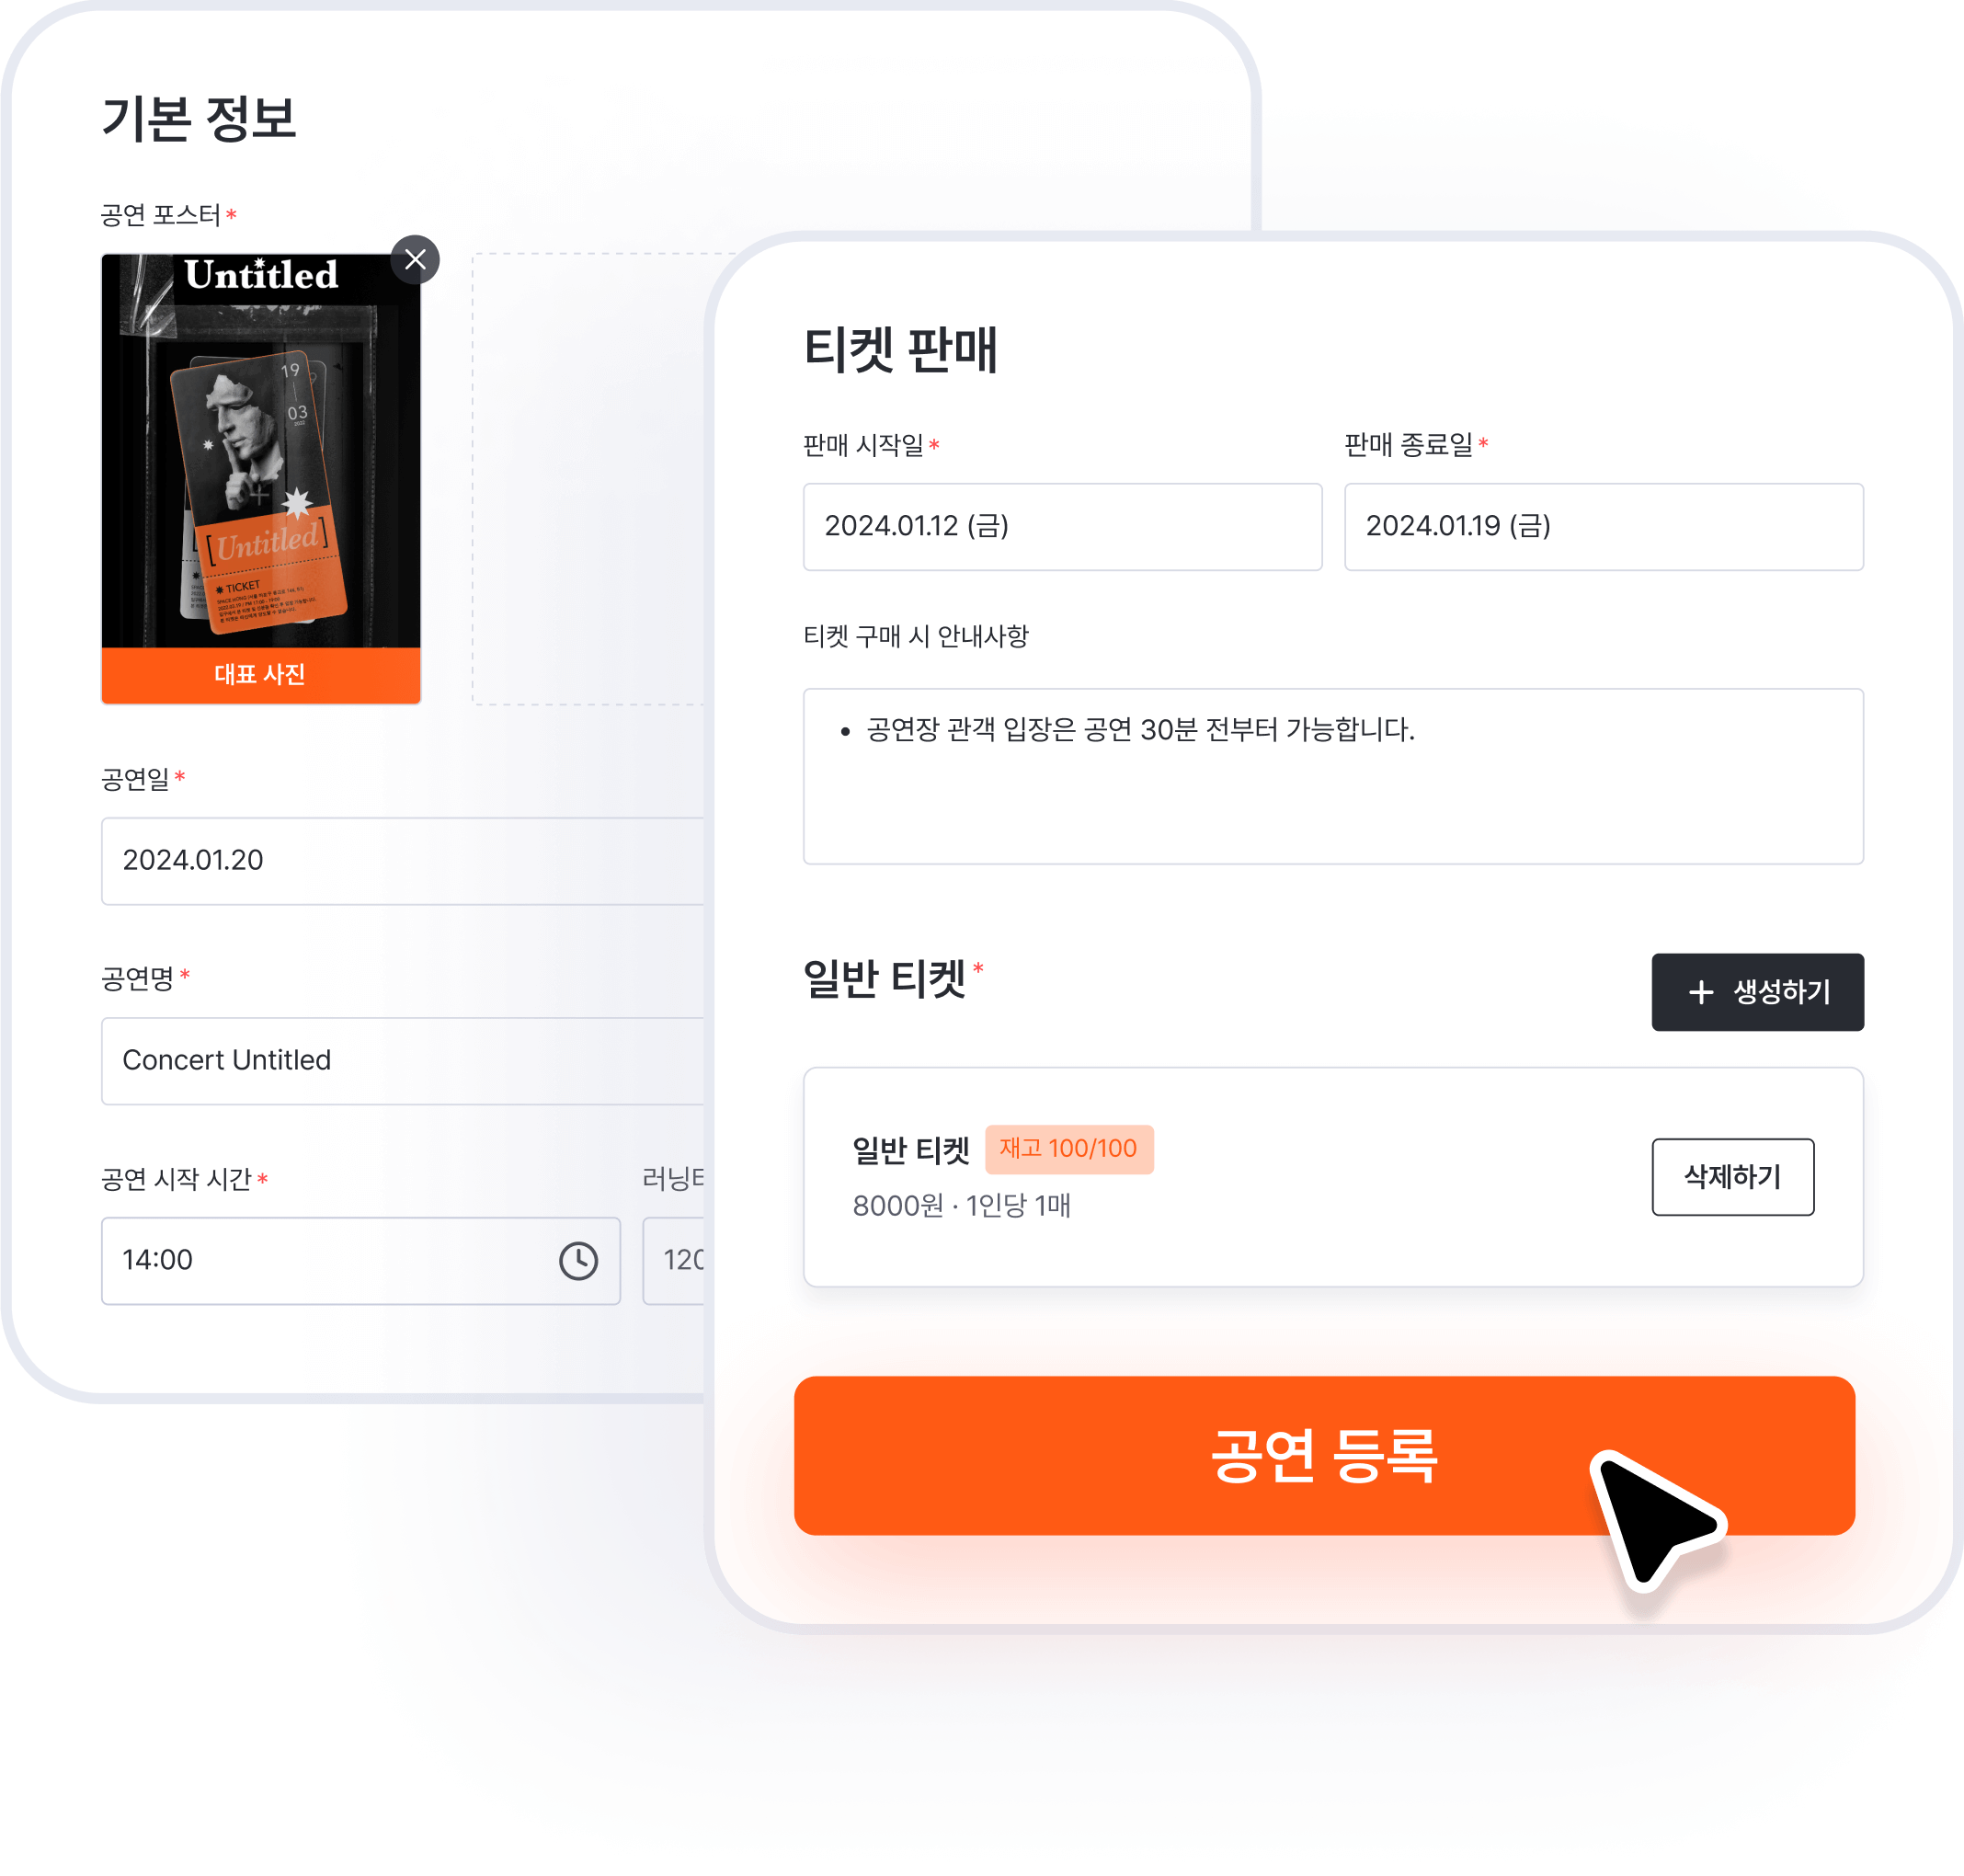 기본 정보
공연 포스터*
Untitled
19
03
2022
[Untitled]
TICKET
대표 사진
공연일*
2024.01.20
공연명*
Concert Untitled
공연 시작 시간*
러닝
14:00
120
티켓 판매
판매 시작일*
판매 종료일*
2024.01.12 (금)
2024.01.19 (금)
티켓 구매 시 안내사항
• 공연장 관객 입장은 공연 30분 전부터 가능합니다.
일반 티켓*
+ 생성하기
일반 티켓
재고 100/100
8000원 · 1인당 1매
삭제하기
공연 등록